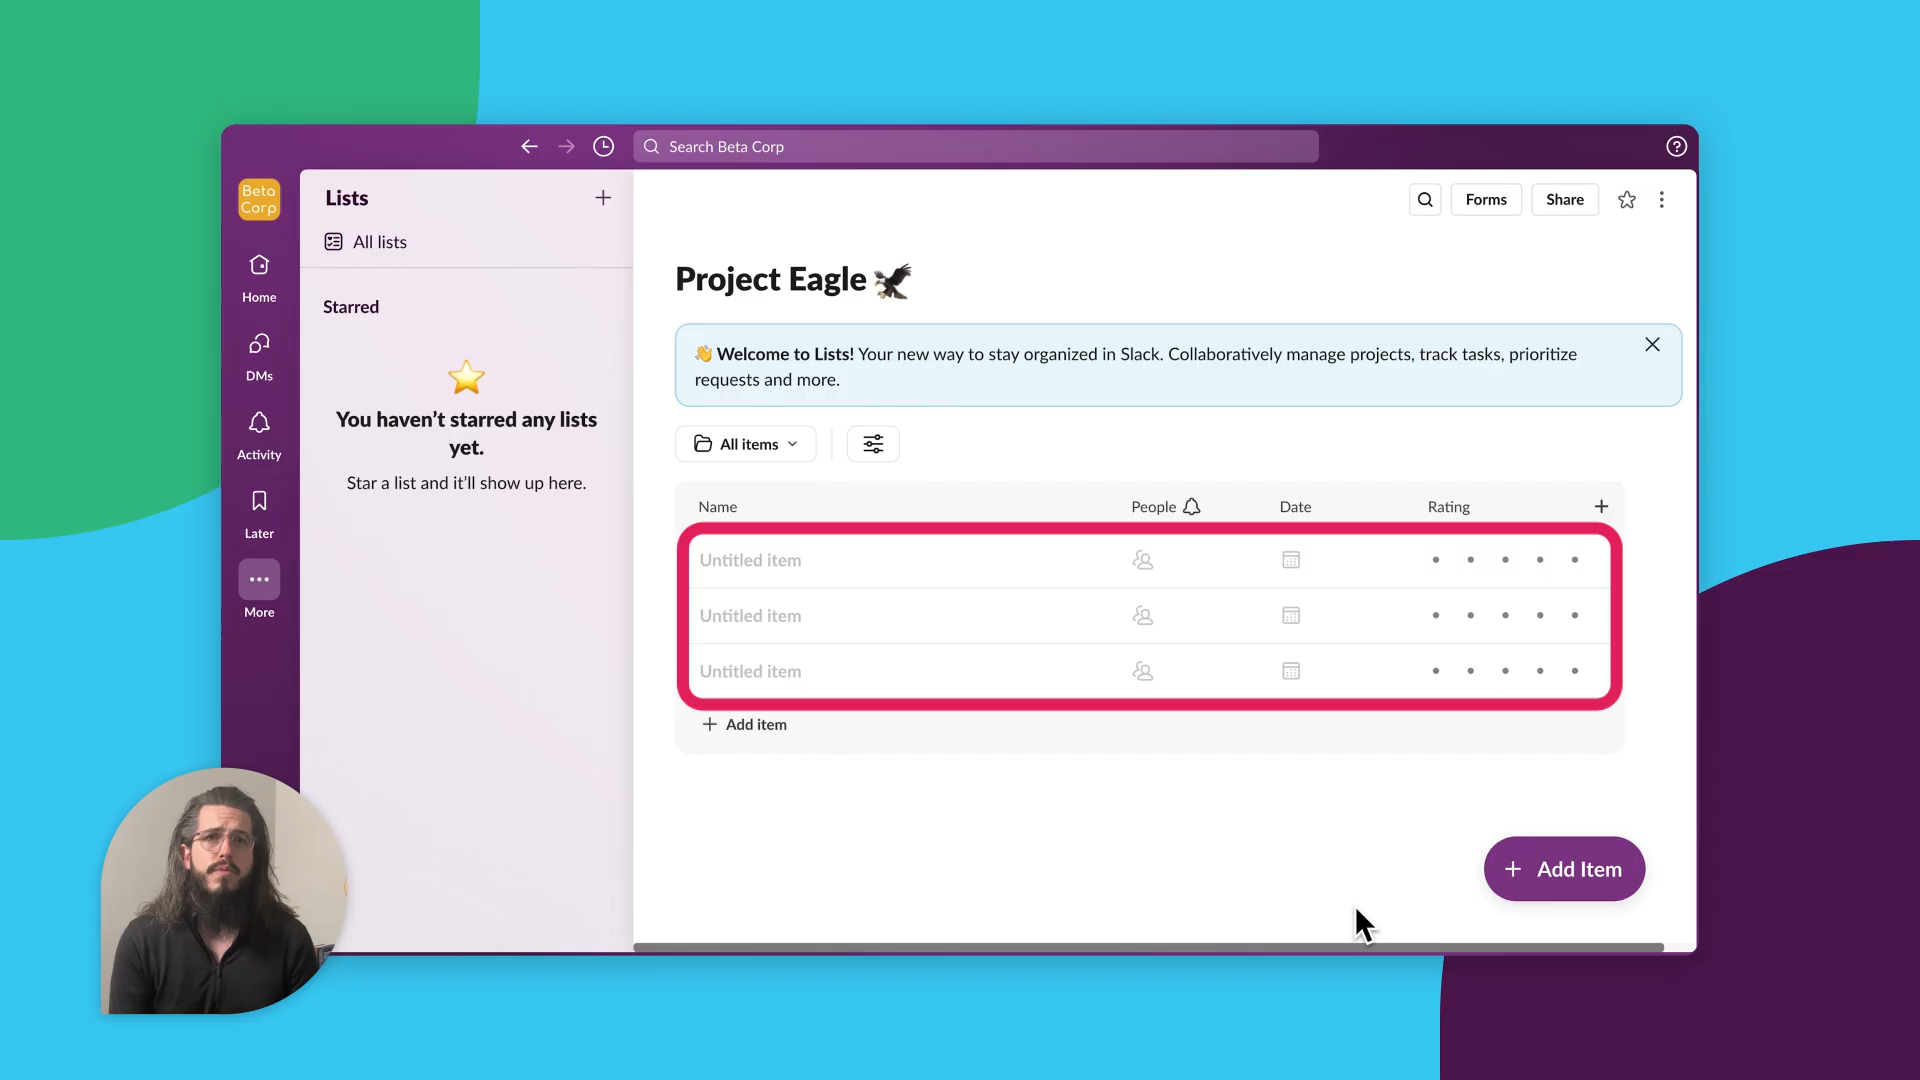 Search Beta Corp
Beta
Corp
Home
DMs
Activity
Later
More
Lists
All lists
Starred
You haven't starred any lists
yet.
Star a list and it'll show up here.
Forms
Share
Project Eagle
Welcome to Lists! Your new way to stay organized in Slack. Collaboratively manage projects, track tasks, prioritize
requests and more.
All items
Name People Date Rating
Untitled item
Untitled item
Untitled item
Add item
Add Item